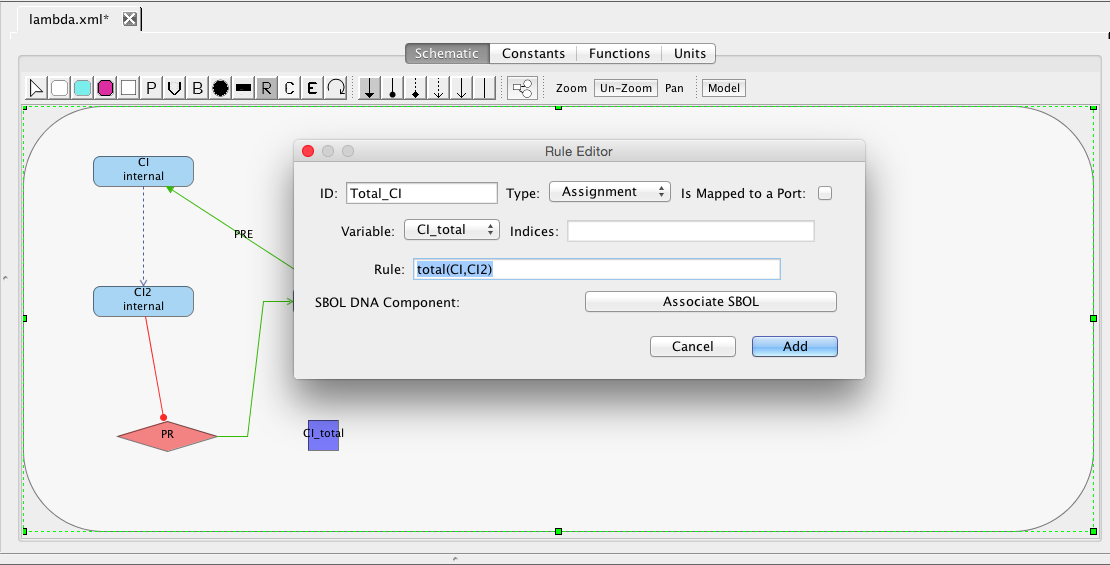 lambda.xml*
Schematic Constants Functions Units
P V B R C E Zoom Un-Zoom Pan Model
Rule Editor
CI
internal
ID: Total_CI Type: Assignment Is Mapped to a Port:
PRE
Variable: CI_total Indices:
Rule: total(CI,CI2)
CI2
internal
SBOL DNA Component: Associate SBOL
Cancel Add
PR
CI_total